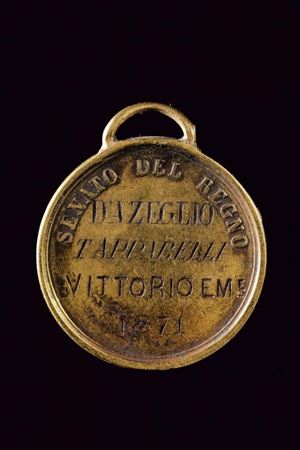 SENATO DEL REGNO
D'AZEGLIO
TAPPARELLI
VITTORIO EM.E
1871